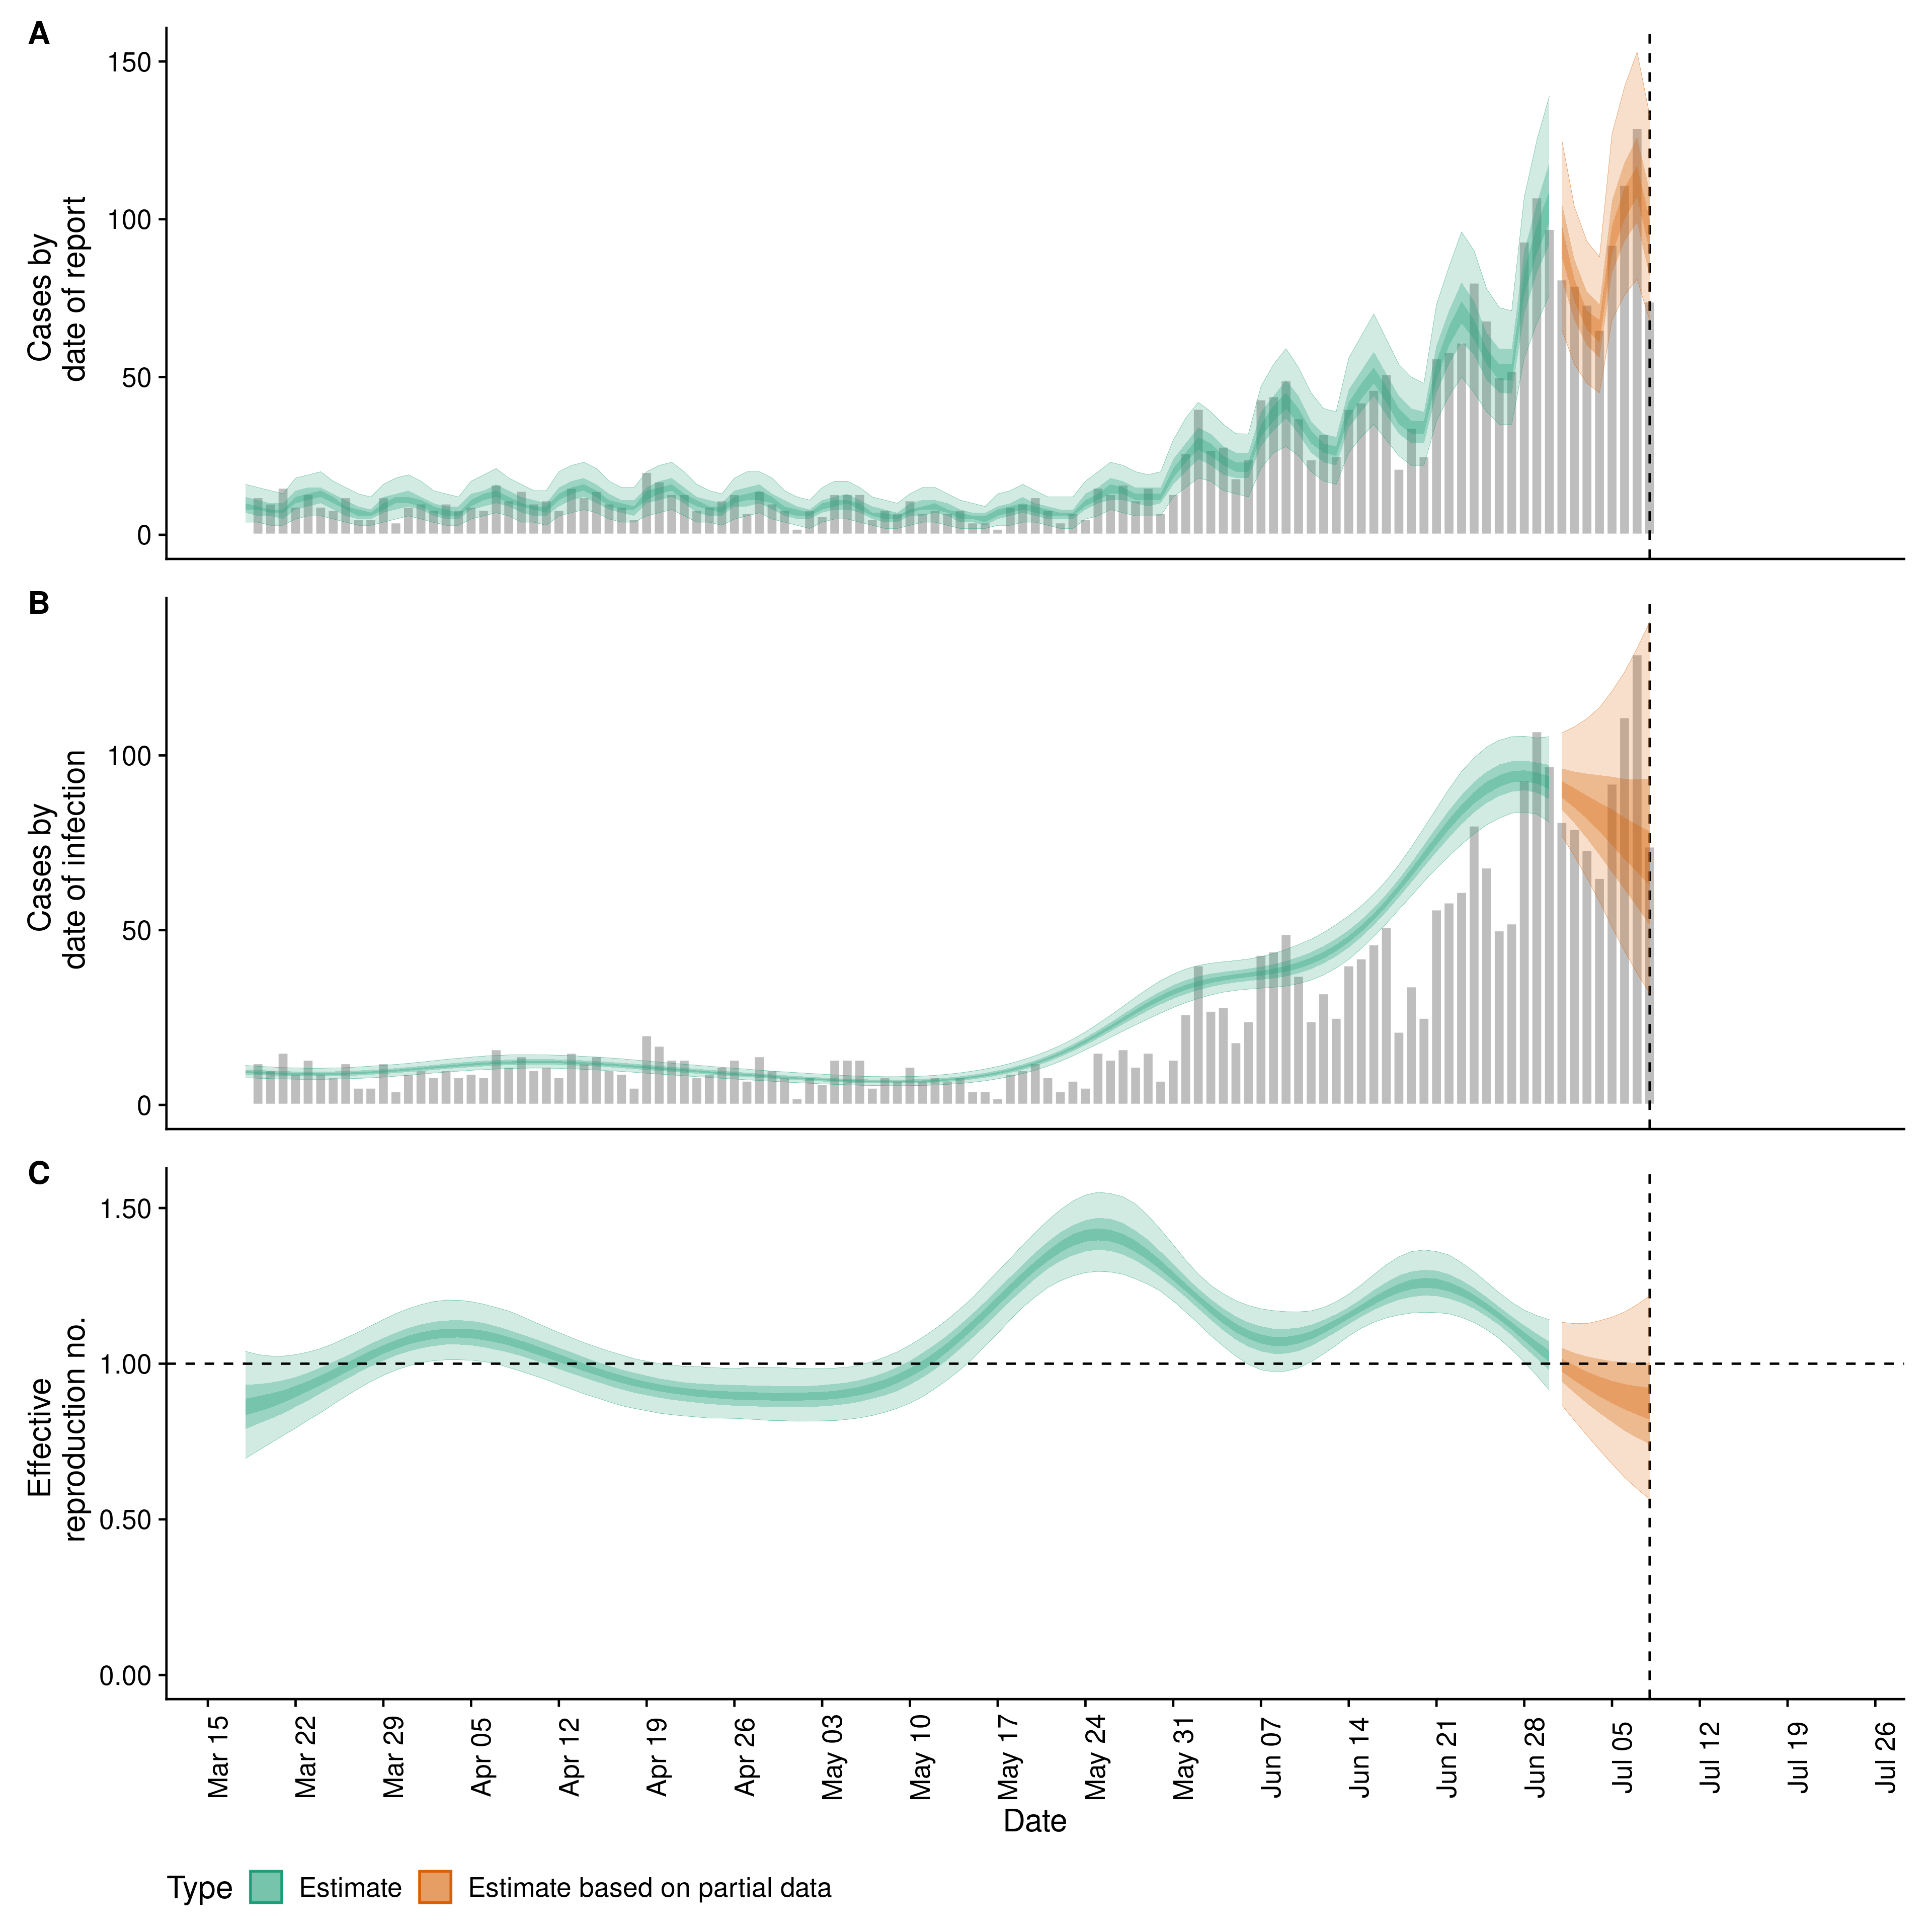 A
150
100
50
0
Cases by
date of report
B
100
50
0
Cases by
date of infection
C
1.50
1.00
0.50
0.00
Effective
reproduction no.
Mar 15
Mar 22
Mar 29
Apr 05
Apr 12
Apr 19
Apr 26
May 03
May 10
May 17
May 24
May 31
Jun 07
Jun 14
Jun 21
Jun 28
Jul 05
Jul 12
Jul 19
Jul 26
Date
Type Estimate Estimate based on partial data